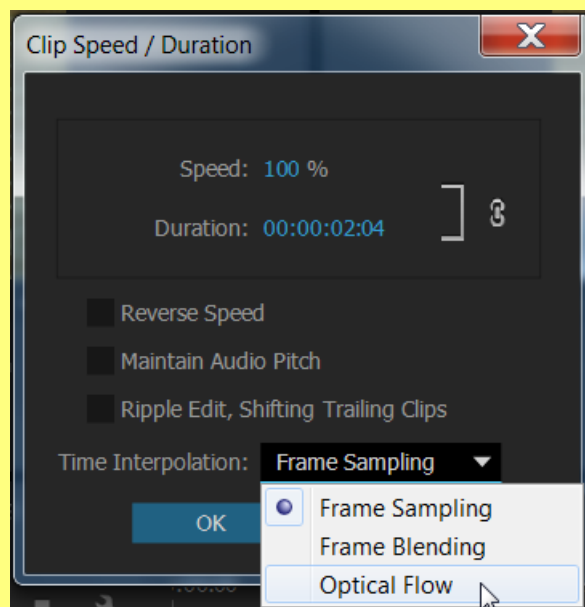 Clip Speed / Duration
Speed: 100 %
Duration: 00:00:02:04
Reverse Speed
Maintain Audio Pitch
Ripple Edit, Shifting Trailing Clips
Time Interpolation: Frame Sampling
OK
Frame Sampling
Frame Blending
Optical Flow